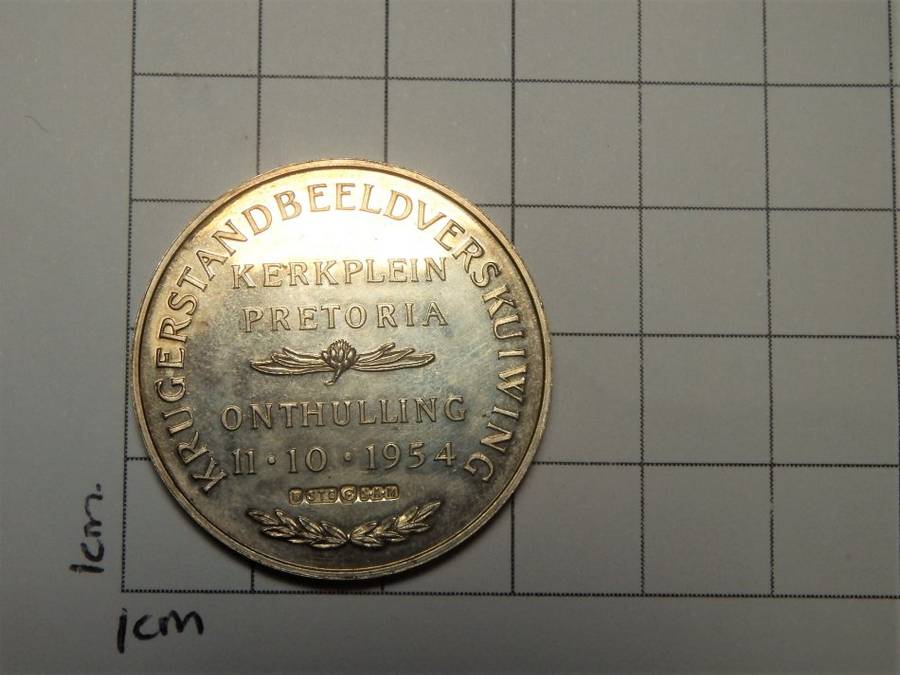 KRUGERSTANDBEELDVERSKUIWING
KERKPLEIN
PRETORIA
ONTHULLING
11 · 10 · 1954
1cm.
1cm